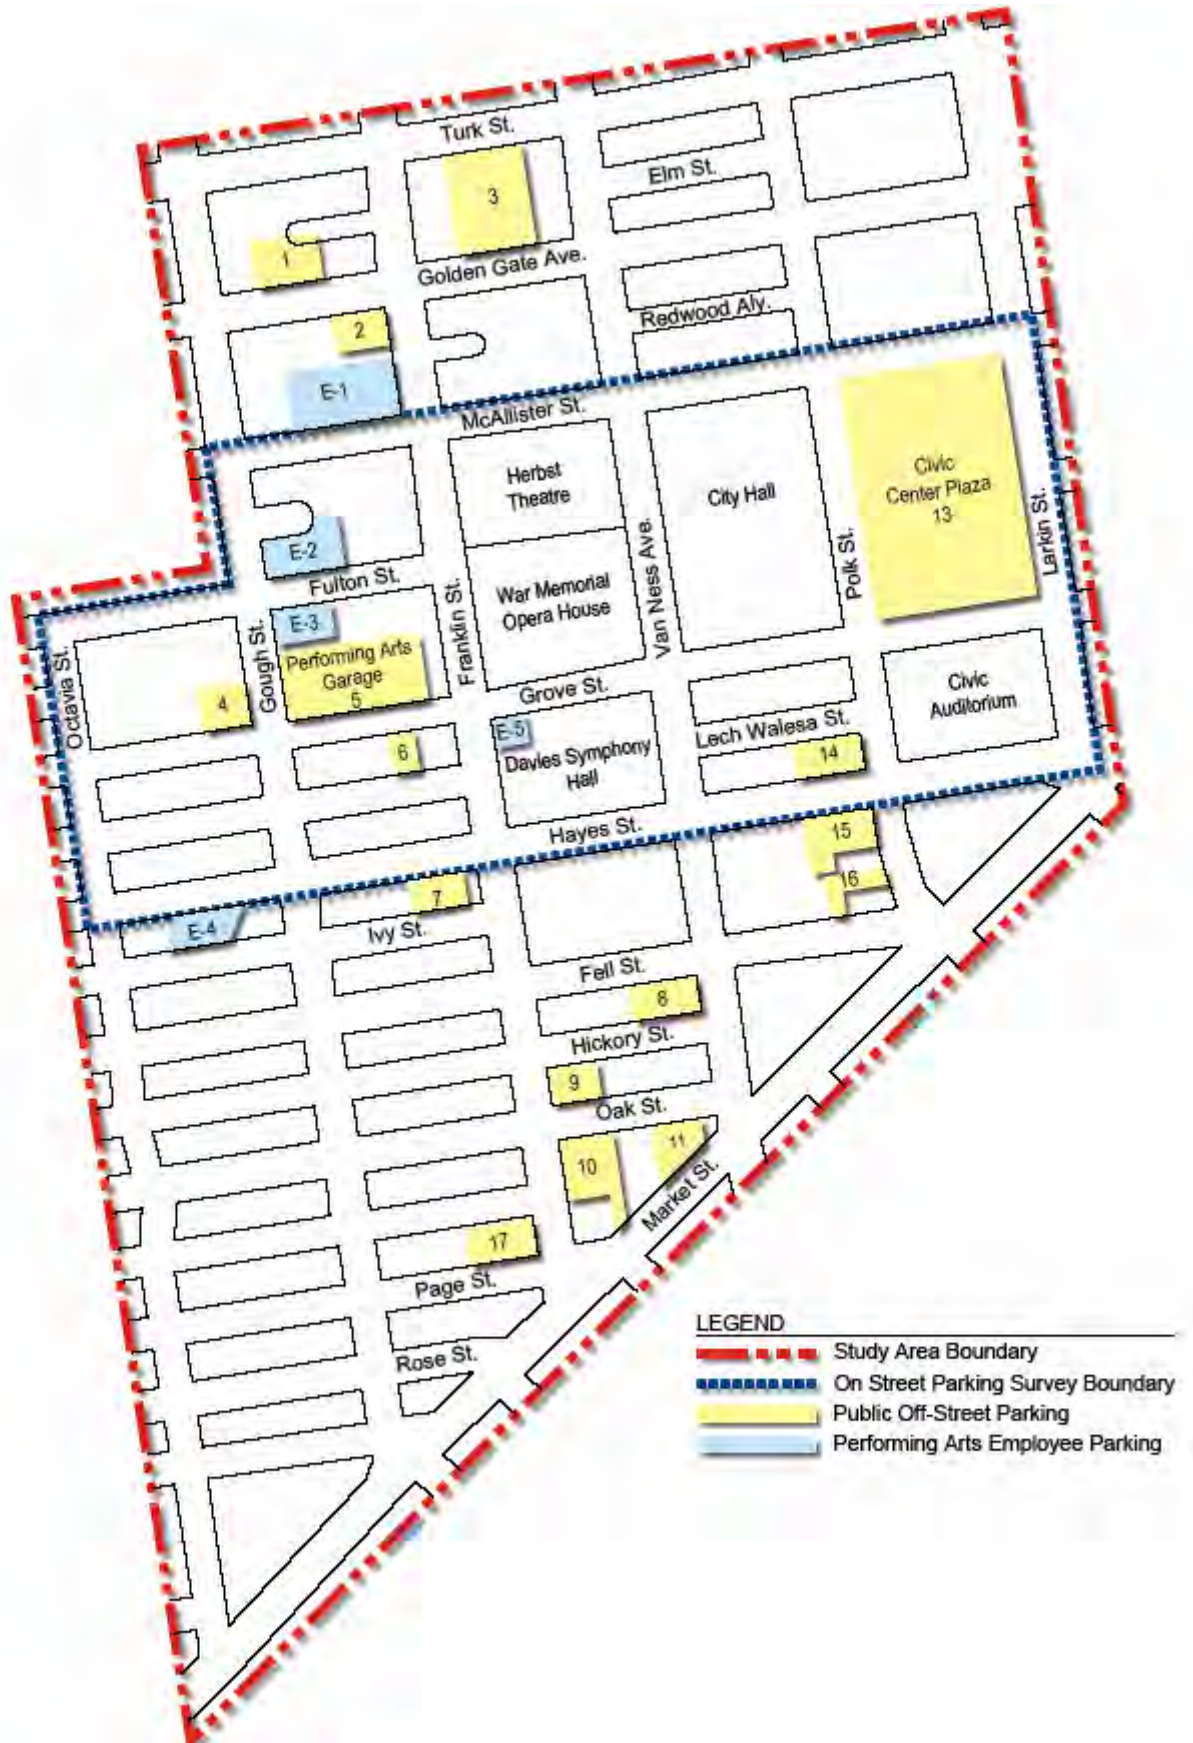 Turk St.
Elm St.
3
1
Golden Gate Ave.
2
Redwood Aly.
E-1
McAllister St.
Herbst
Theatre
City Hall
Civic
Center Plaza
13
E-2
Fulton St.
Franklin St.
War Memorial
Opera House
Van Ness Ave.
Polk St.
Larkin St.
Octavia St.
Gough St.
E-3
Performing Arts
Garage
5
4
Grove St.
Civic
Auditorium
6
E-5
Davies Symphony
Hall
Lech Walesa St.
14
Hayes St.
15
16
7
E-4
Ivy St.
Fell St.
8
Hickory St.
9
Oak St.
10
11
Market St.
17
Page St.
Rose St.
LEGEND
Study Area Boundary
On Street Parking Survey Boundary
Public Off-Street Parking
Performing Arts Employee Parking